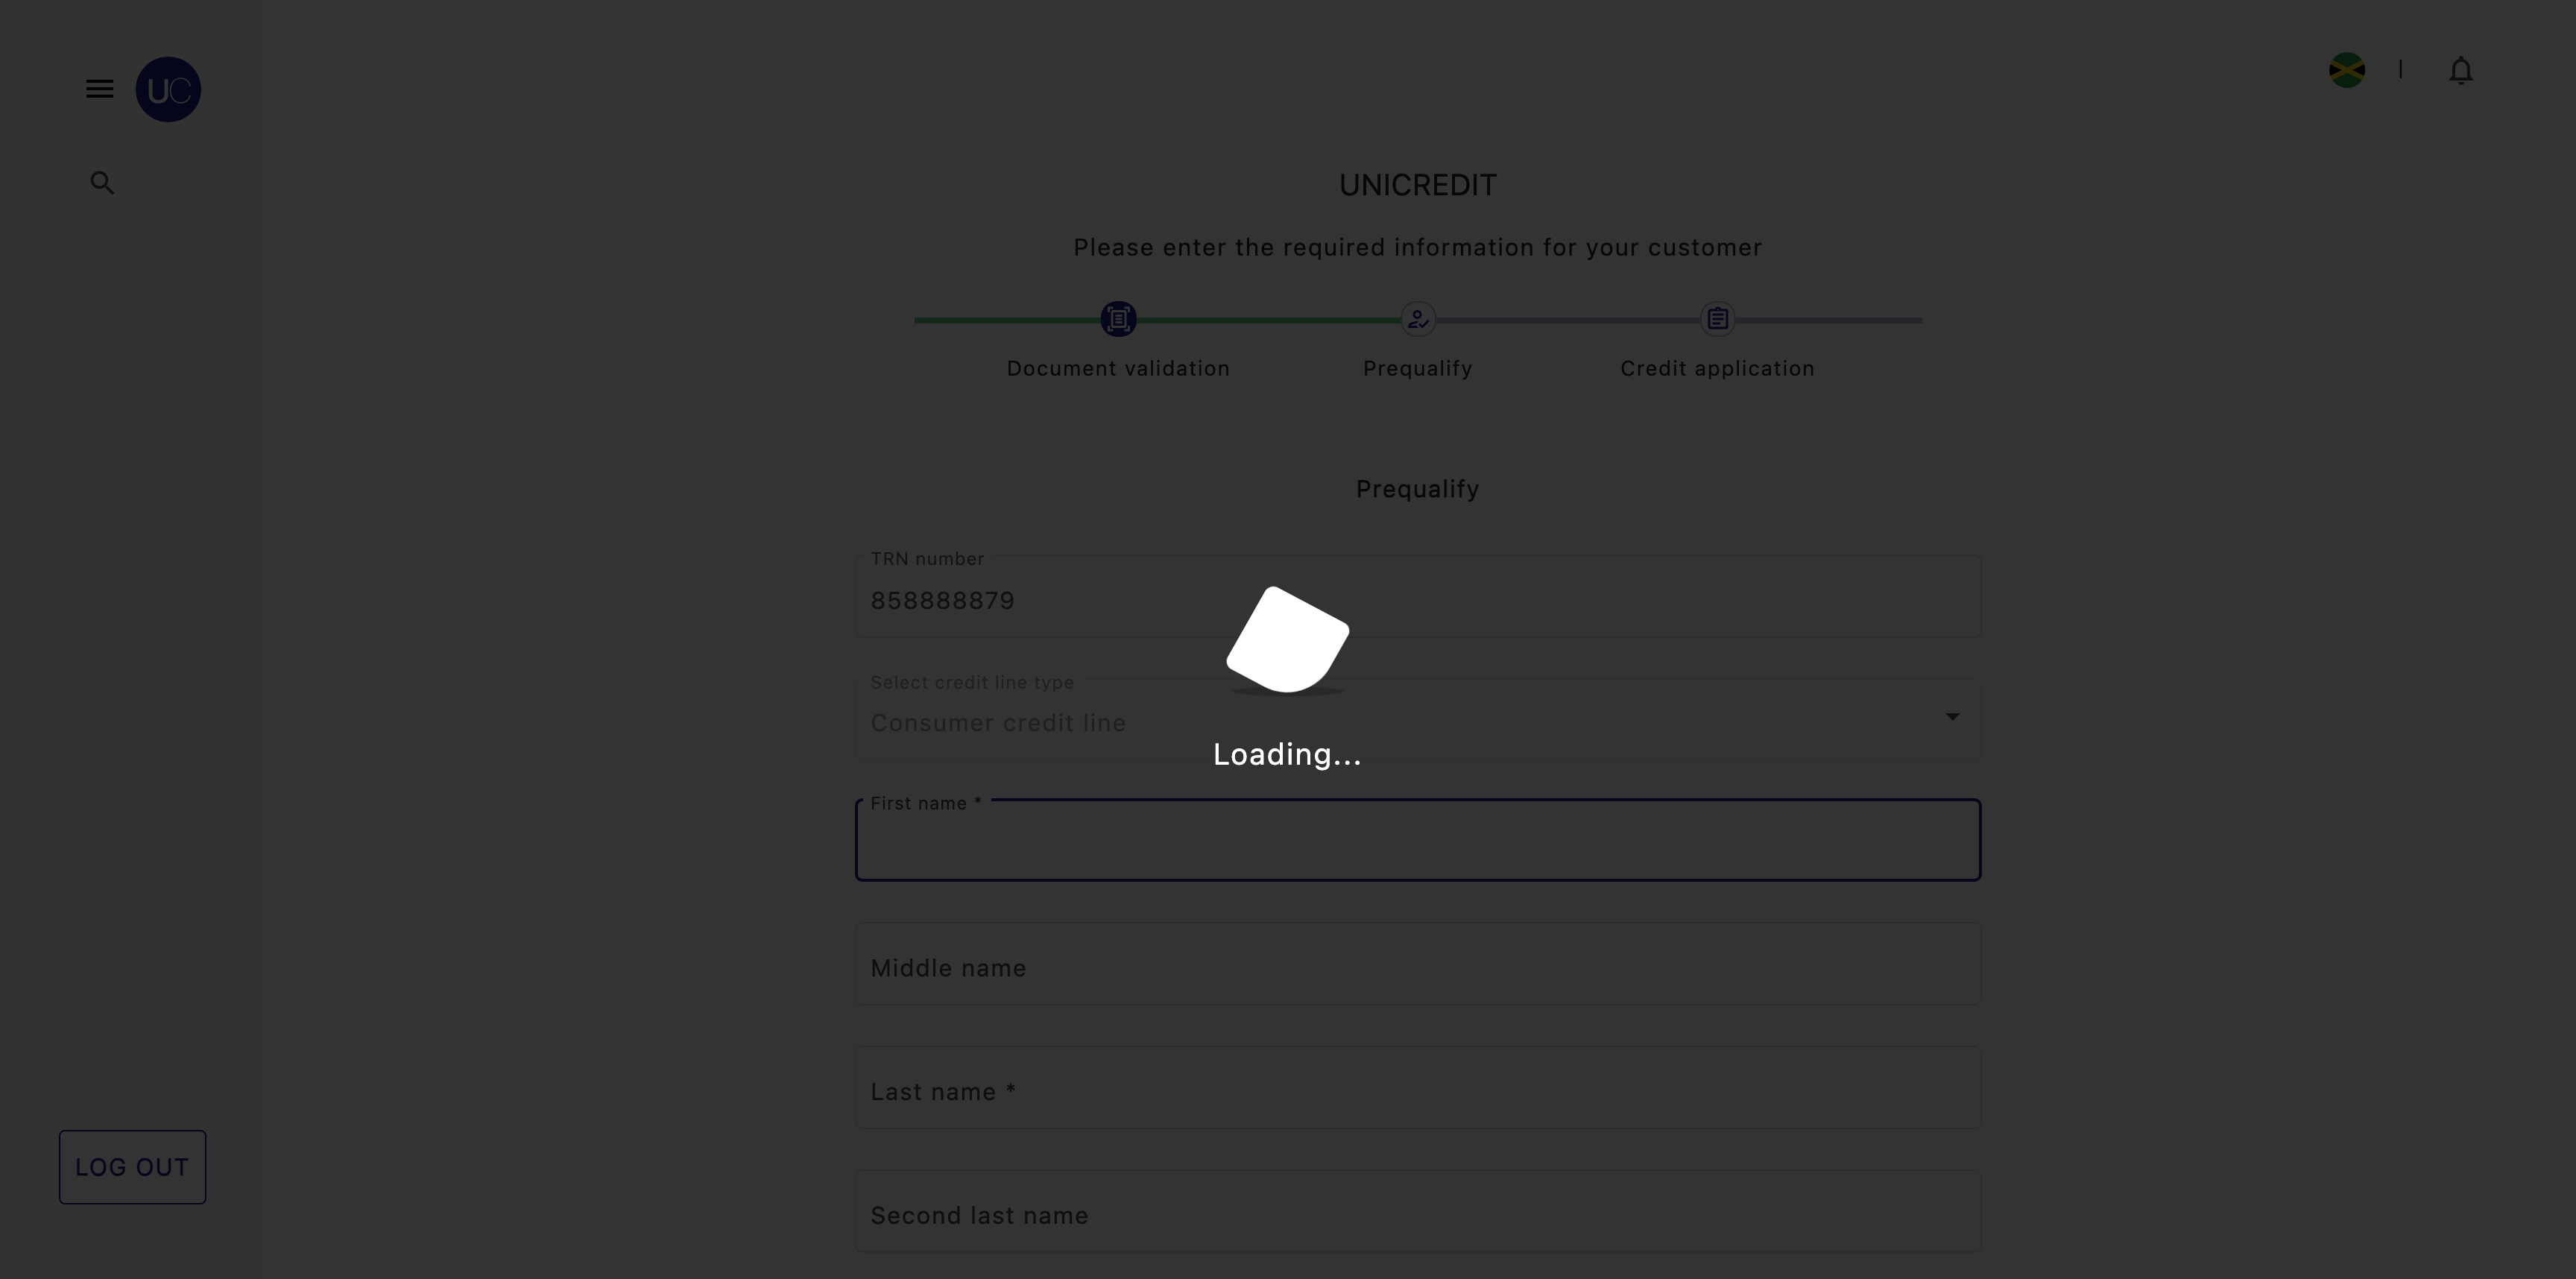 UC
UNICREDIT
Please enter the required information for your customer
Document validation
Prequalify
Credit application
Prequalify
TRN number
858888879
Select credit line type
Consumer credit line
Loading...
First name *
Middle name
Last name *
Second last name
LOG OUT